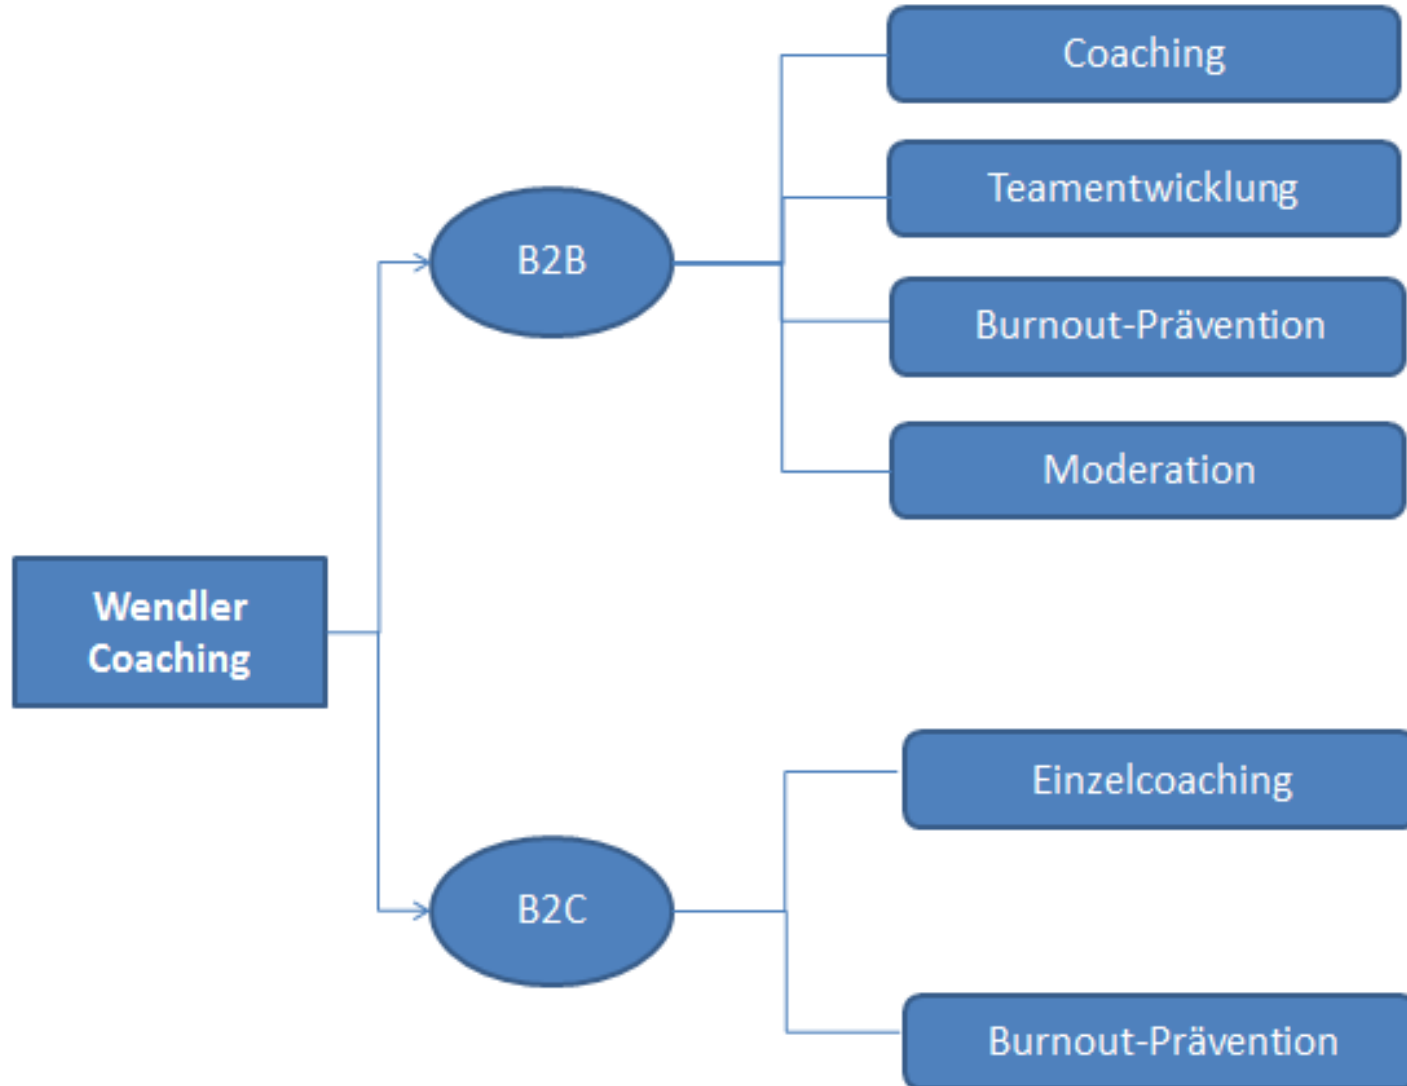 Coaching
Teamentwicklung
B2B
Burnout-Prävention
Moderation
Wendler
Coaching
Einzelcoaching
B2C
Burnout-Prävention